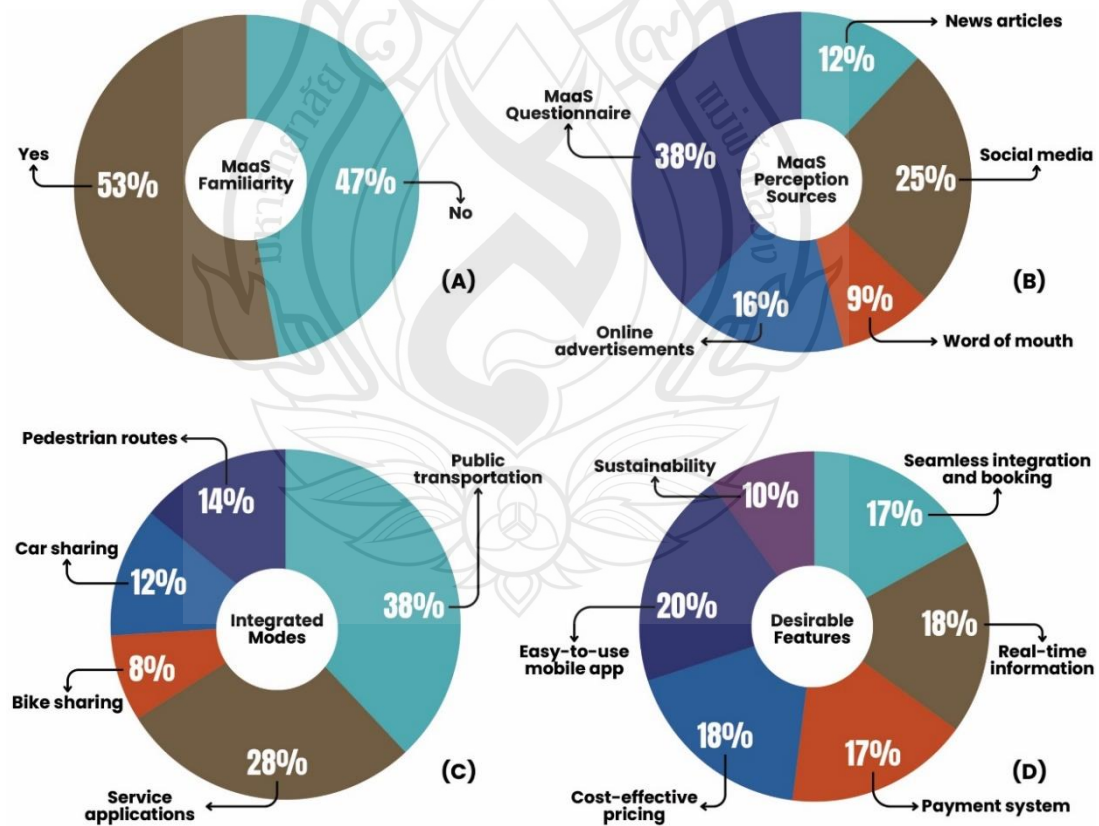 News articles
12%
MaaS
Questionnaire
Yes
53%
MaaS
Familiarity
47%
No
38%
MaaS
Perception
Sources
25%
Social media
(A)
16%
9%
(B)
Online
advertisements
Word of mouth
Pedestrian routes
14%
Public
transportation
Car sharing
12%
38%
Integrated
Modes
8%
Bike sharing
28%
(C)
Service
applications
Sustainability
10%
Seamless integration
and booking
17%
20%
Easy-to-use
mobile app
Desirable
Features
18%
Real-time
information
18%
17%
(D)
Cost-effective
pricing
Payment system